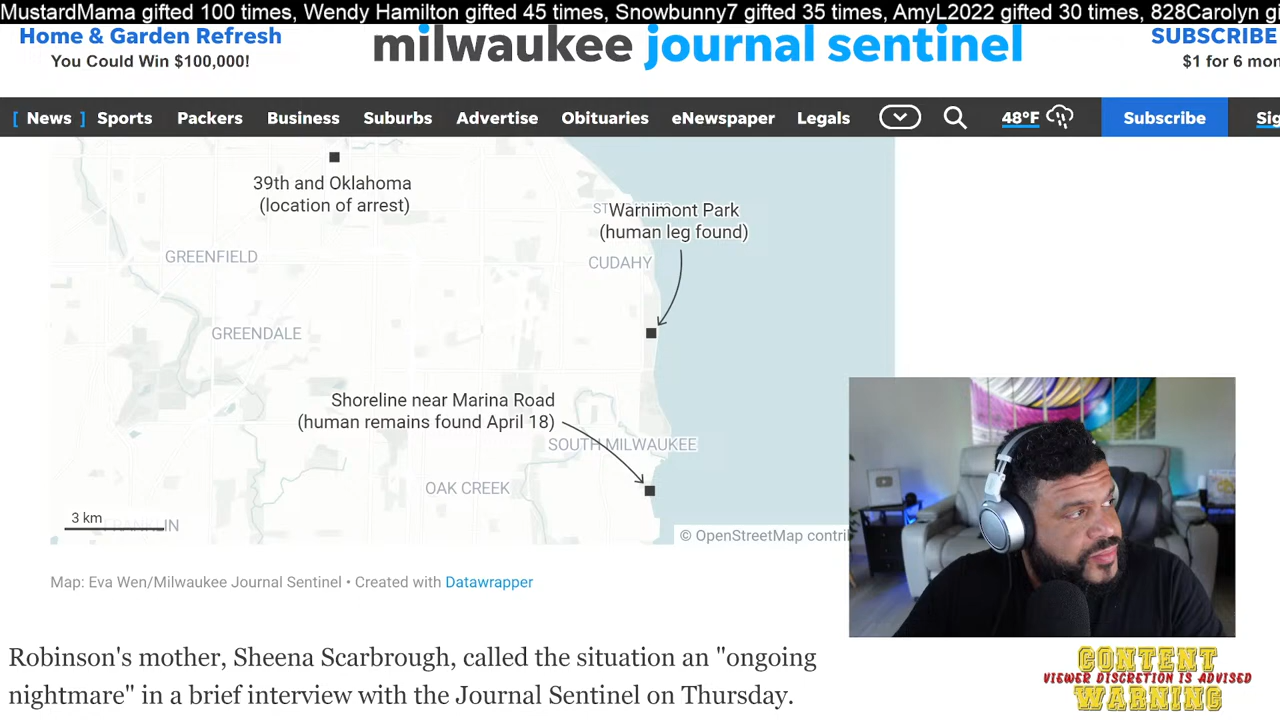 MustardMama gifted 100 times, Wendy Hamilton gifted 45 times, Snowbunny7 gifted 35 times, AmyL2022 gifted 30 times, 828Carolyn gi
Home & Garden Refresh
You Could Win $100,000!
milwaukee journal sentinel
SUBSCRIBE
$1 for 6 mon
[ News ] Sports Packers Business Suburbs Advertise Obituaries eNewspaper Legals 48°F Subscribe Sig
39th and Oklahoma
(location of arrest)
ST
Warnimont Park
(human leg found)
GREENFIELD
CUDAHY
GREENDALE
Shoreline near Marina Road
(human remains found April 18)
SOUTH MILWAUKEE
OAK CREEK
3 km
FRANKLIN
© OpenStreetMap contri
Map: Eva Wen/Milwaukee Journal Sentinel • Created with Datawrapper
Robinson's mother, Sheena Scarbrough, called the situation an "ongoing
nightmare" in a brief interview with the Journal Sentinel on Thursday.
CONTENT
VIEWER DISCRETION IS ADVISED
WARNING